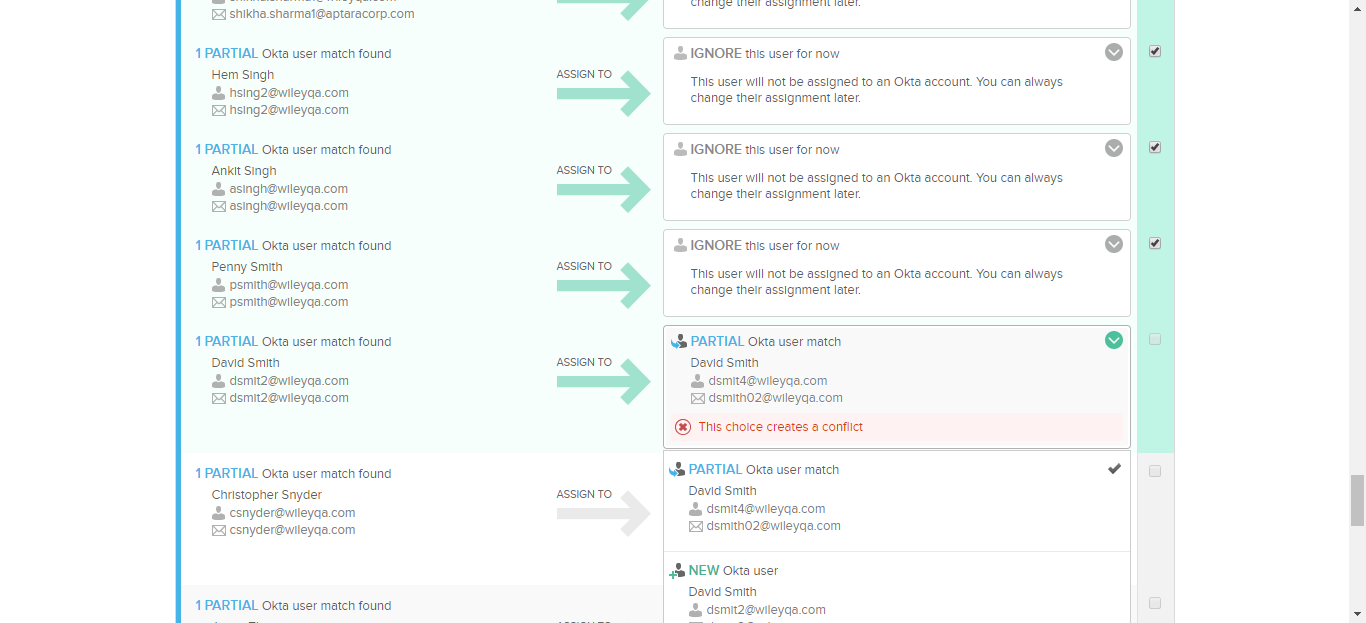 shikha.sharma1@aptaracorp.com
change their assignment later.
1 PARTIAL Okta user match found
Hem Singh
hsing2@wileyqa.com
hsing2@wileyqa.com
ASSIGN TO
IGNORE this user for now
This user will not be assigned to an Okta account. You can always
change their assignment later.
1 PARTIAL Okta user match found
Ankit Singh
asingh@wileyqa.com
asingh@wileyqa.com
ASSIGN TO
IGNORE this user for now
This user will not be assigned to an Okta account. You can always
change their assignment later.
1 PARTIAL Okta user match found
Penny Smith
psmith@wileyqa.com
psmith@wileyqa.com
ASSIGN TO
IGNORE this user for now
This user will not be assigned to an Okta account. You can always
change their assignment later.
1 PARTIAL Okta user match found
David Smith
dsmit2@wileyqa.com
dsmit2@wileyqa.com
ASSIGN TO
PARTIAL Okta user match
David Smith
dsmit4@wileyqa.com
dsmith02@wileyqa.com
This choice creates a conflict
1 PARTIAL Okta user match found
Christopher Snyder
csnyder@wileyqa.com
csnyder@wileyqa.com
ASSIGN TO
PARTIAL Okta user match
David Smith
dsmit4@wileyqa.com
dsmith02@wileyqa.com
NEW Okta user
David Smith
dsmit2@wileyqa.com
1 PARTIAL Okta user match found